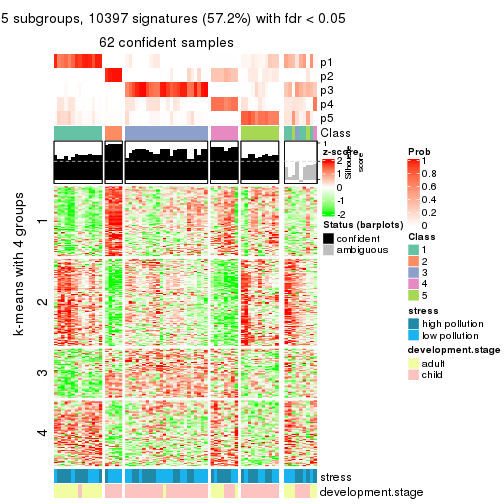 5 subgroups, 10397 signatures (57.2%) with fdr < 0.05
62 confident samples
p1
p2
p3
p4
p5
Class
1
Silhouette
score
k-means with 4 groups
1
2
3
4
z-score
2
1
0
-1
-2
Status (barplots)
confident
ambiguous
Prob
1
0.8
0.6
0.4
0.2
0
Class
1
2
3
4
5
stress
high pollution
low pollution
development.stage
adult
child
stress
development.stage